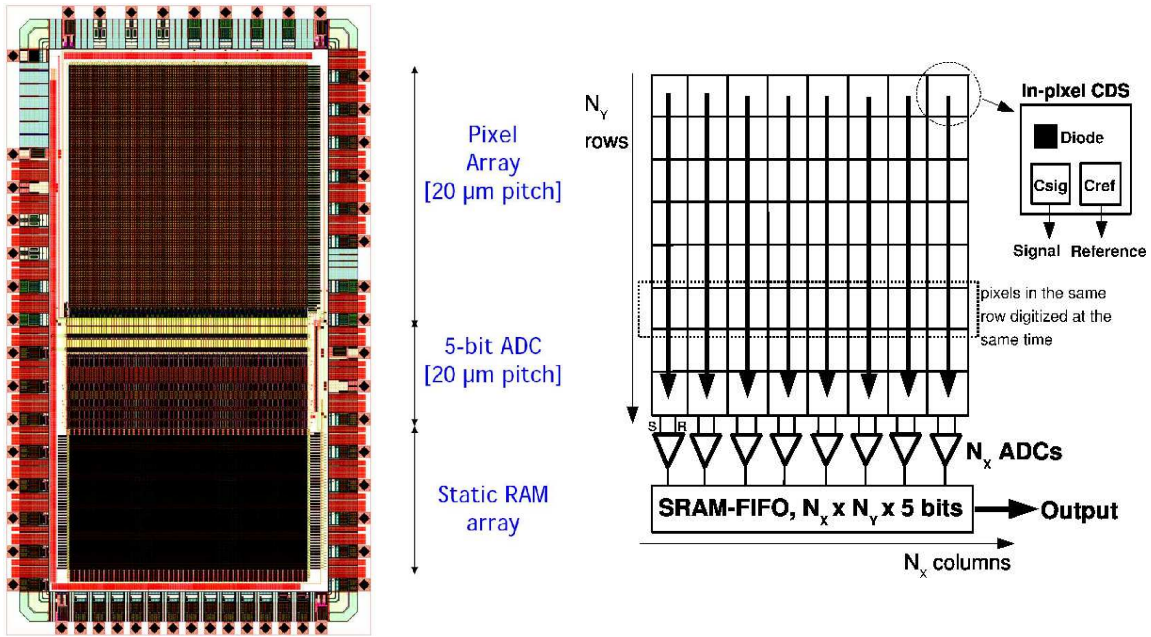 Pixel
Array
[20 µm pitch]
5-bit ADC
[20 µm pitch]
Static RAM
array
N_Y
rows
In-pixel CDS
Diode
Csig
Cref
Signal
Reference
pixels in the same
row digitized at the
same time
S
R
N_X ADCs
SRAM-FIFO, N_X x N_Y x 5 bits
Output
N_X columns